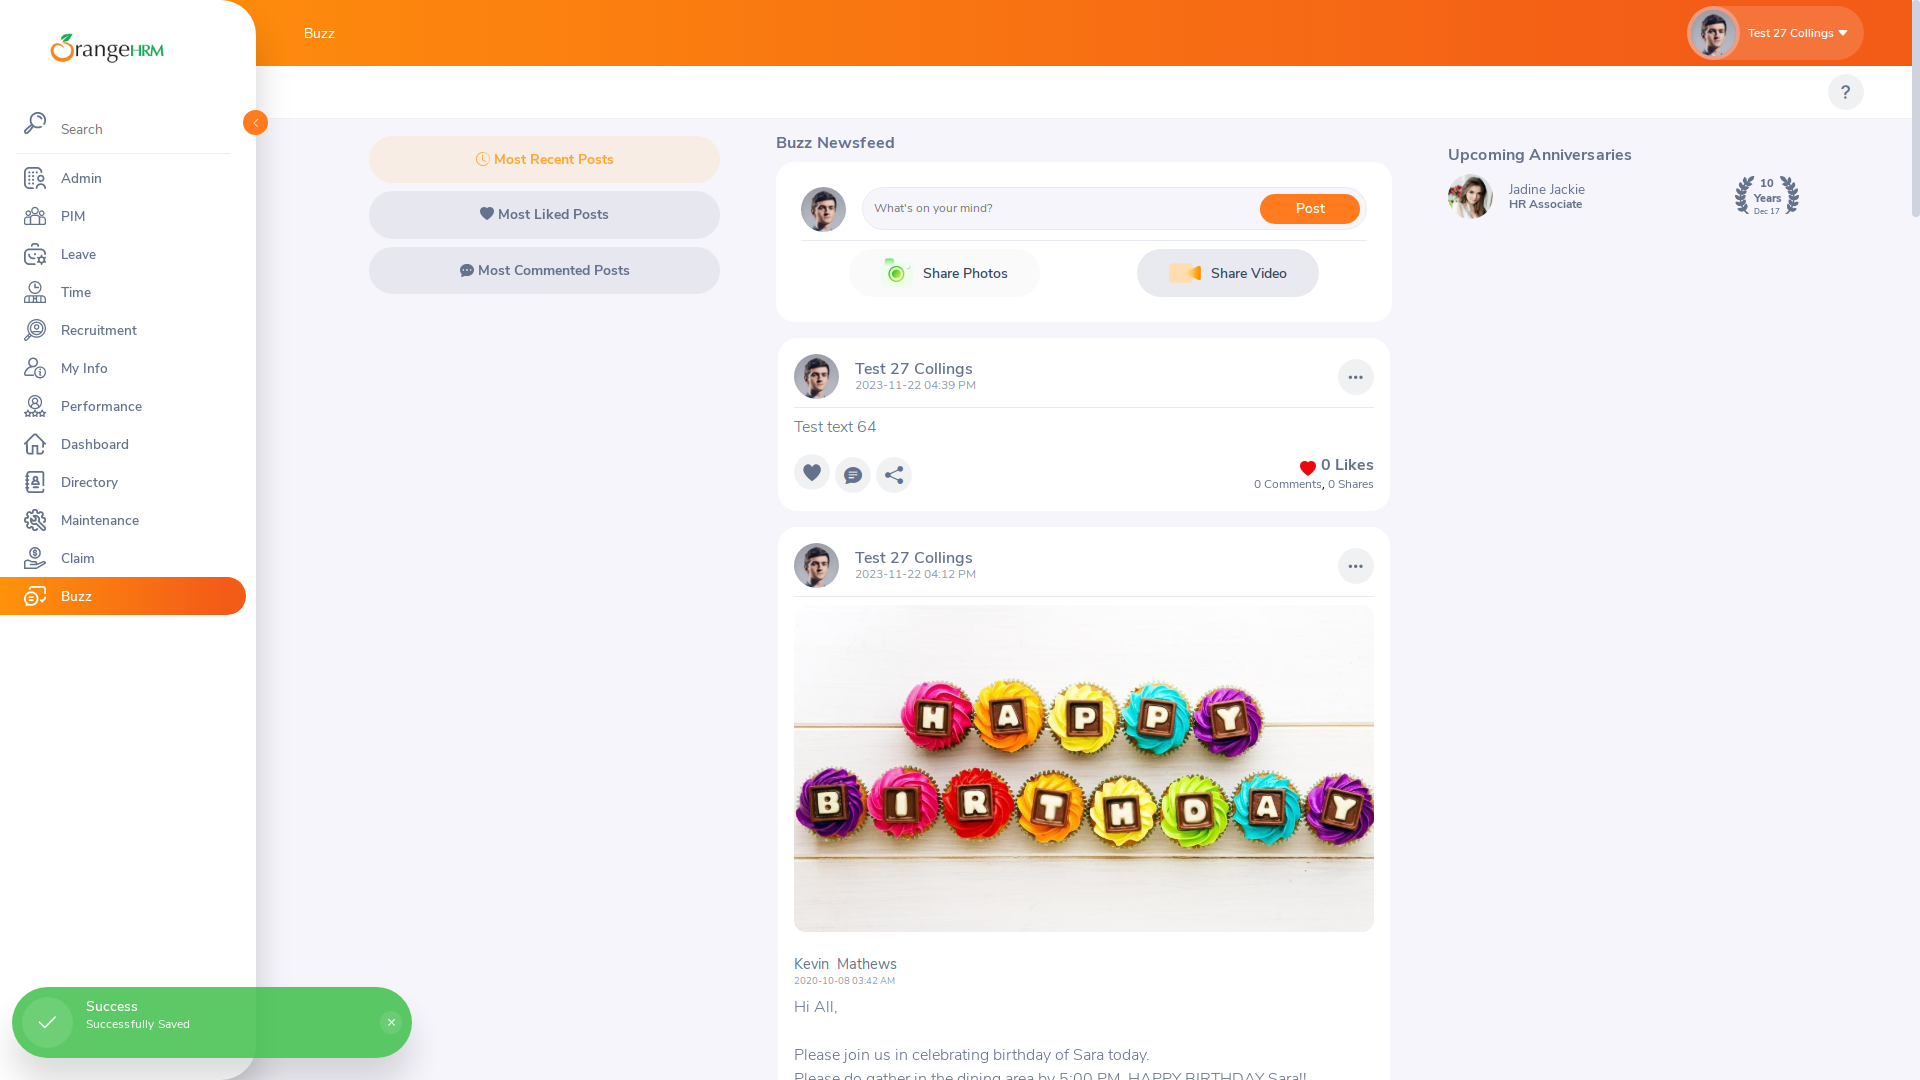 OrangeHRM
Buzz
Test 27 Collings
?
Search
Admin
PIM
Leave
Time
Recruitment
My Info
Performance
Dashboard
Directory
Maintenance
Claim
Buzz
Most Recent Posts
Most Liked Posts
Most Commented Posts
Buzz Newsfeed
What's on your mind?
Post
Share Photos
Share Video
Test 27 Collings
2023-11-22 04:39 PM
Test text 64
0 Likes
0 Comments, 0 Shares
Test 27 Collings
2023-11-22 04:12 PM
HAPPY
BIRTHDAY
Kevin Mathews
2020-10-08 03:42 AM
Hi All,
Please join us in celebrating birthday of Sara today.
Please do gather in the dining area by 5:00 PM. HAPPY BIRTHDAY Sara!!
Upcoming Anniversaries
Jadine Jackie
HR Associate
10
Years
Dec 17
Success
Successfully Saved